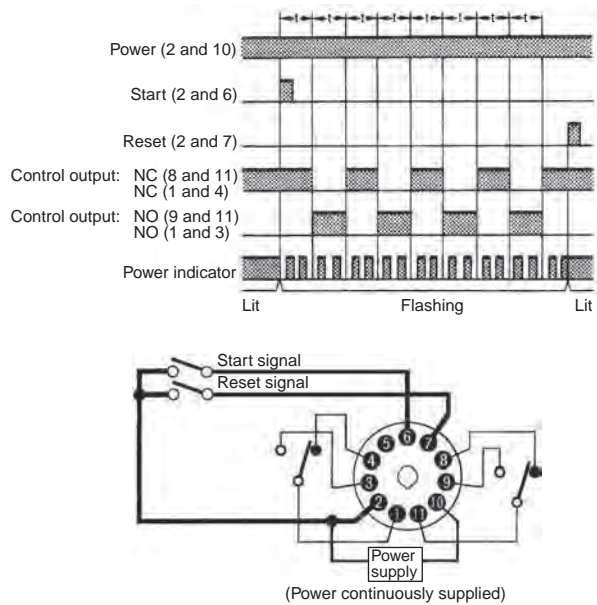 t t t t t t t t
Power (2 and 10)
Start (2 and 6)
Reset (2 and 7)
Control output: NC (8 and 11)
NC (1 and 4)
Control output: NO (9 and 11)
NO (1 and 3)
Power indicator
Lit Flashing Lit
Start signal
Reset signal
5 6 7
4 8
3 9
2 10
1 11
Power
supply
(Power continuously supplied)